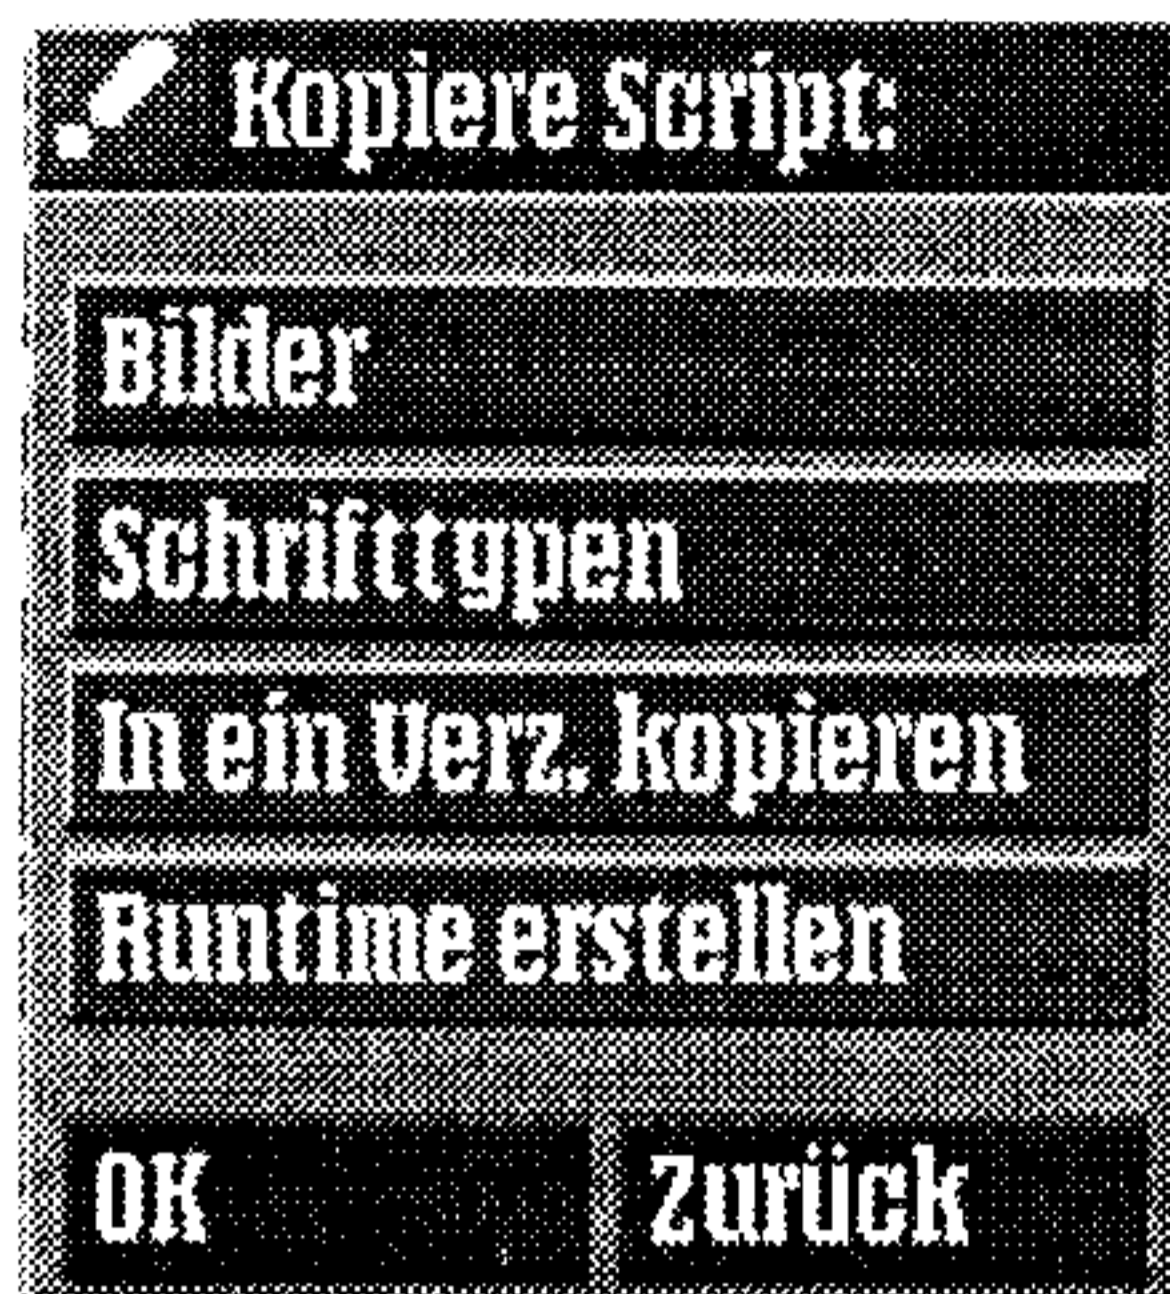 Kopiere Script:
Bilder
Schrifttypen
In ein Verz. kopieren
Runtime erstellen
OK Zurück